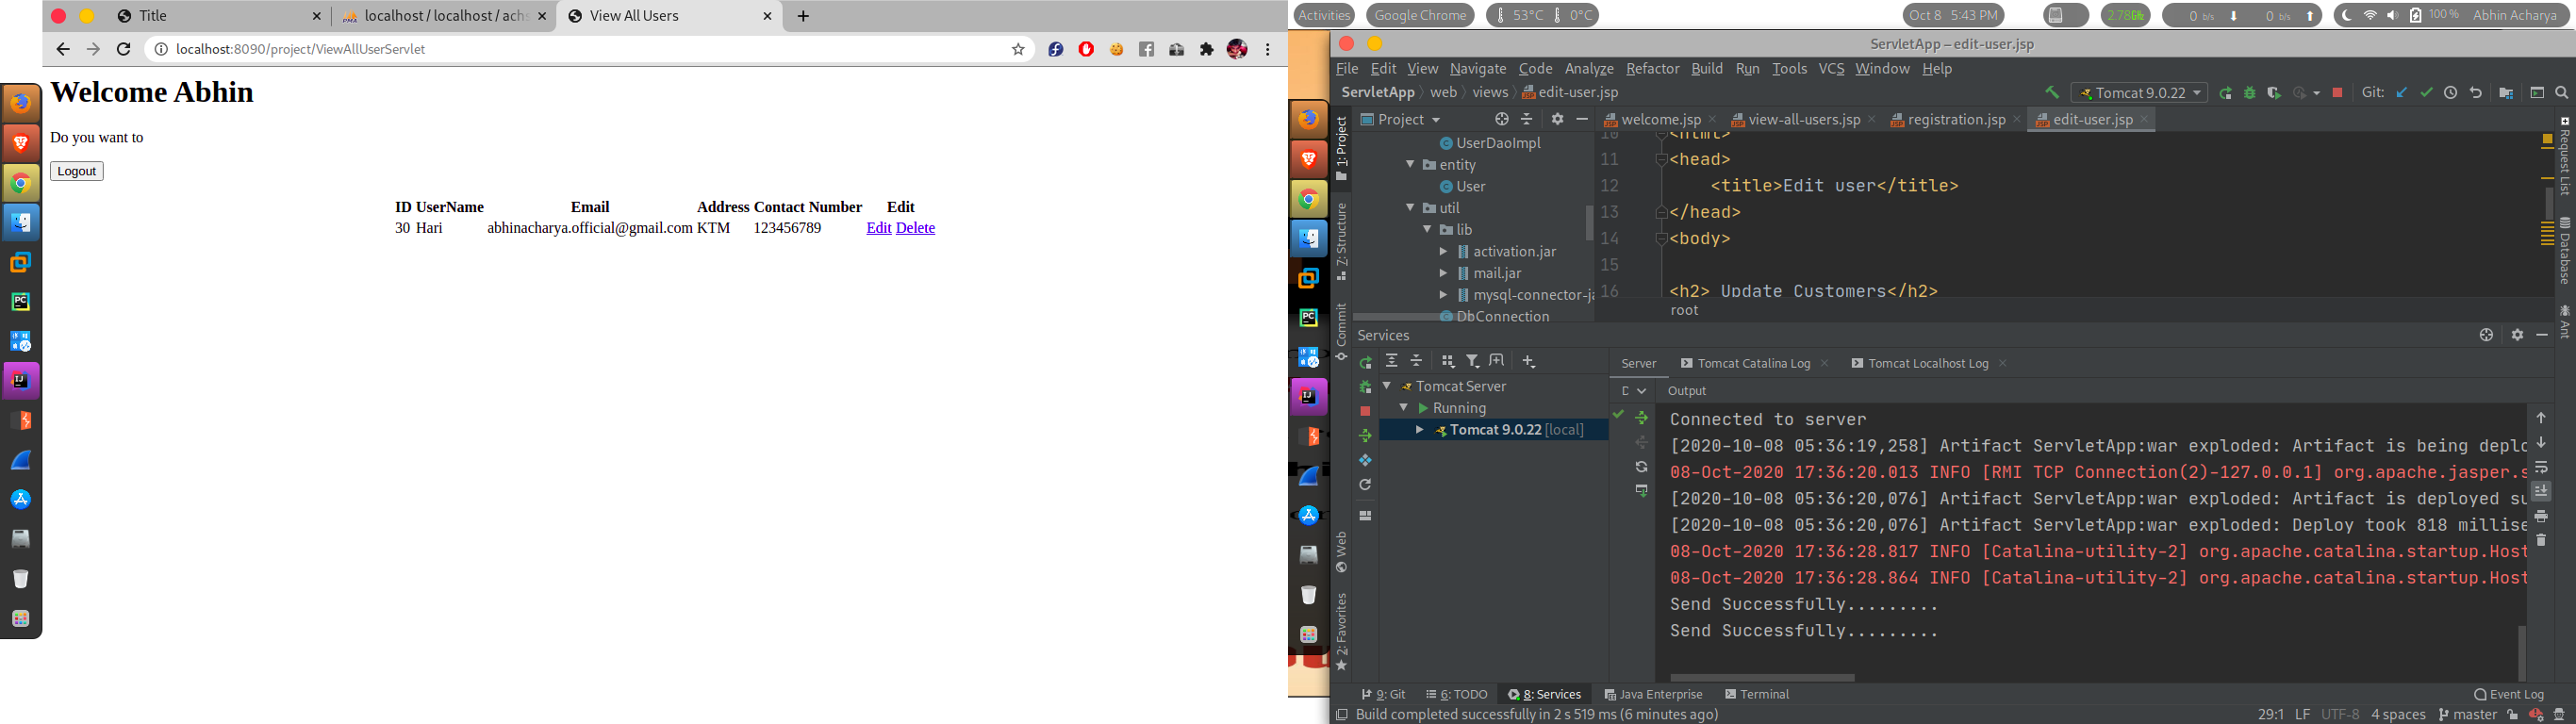 Title
localhost / localhost / ach
View All Users
localhost:8090/project/ViewAllUserServlet
Welcome Abhin
Do you want to
Logout
ID UserName Email Address Contact Number Edit
30 Hari abhinacharya.official@gmail.com KTM 123456789 Edit Delete
Activities
Google Chrome
53°C 0°C
Oct 8 5:43 PM
0 b/s 0 b/s
100 %
Abhin Acharya
ServletApp – edit-user.jsp
File Edit View Navigate Code Analyze Refactor Build Run Tools VCS Window Help
ServletApp web views edit-user.jsp
Tomcat 9.0.22
Git:
Project
welcome.jsp
view-all-users.jsp
registration.jsp
edit-user.jsp
1: Project
7: Structure
Commit
Web
2: Favorites
UserDaoImpl
entity
User
util
lib
activation.jar
mail.jar
mysql-connector-ja
DbConnection
10 <html>
11 <head>
12 <title>Edit user</title>
13 </head>
14 <body>
15
16 <h2> Update Customers</h2>
root
Request List
Database
Ant
Services
Server
Tomcat Catalina Log
Tomcat Localhost Log
Tomcat Server
Running
Tomcat 9.0.22 [local]
Output
Connected to server
[2020-10-08 05:36:19,258] Artifact ServletApp:war exploded: Artifact is being deplo
08-Oct-2020 17:36:20.013 INFO [RMI TCP Connection(2)-127.0.0.1] org.apache.jasper.s
[2020-10-08 05:36:20,076] Artifact ServletApp:war exploded: Artifact is deployed su
[2020-10-08 05:36:20,076] Artifact ServletApp:war exploded: Deploy took 818 millise
08-Oct-2020 17:36:28.817 INFO [Catalina-utility-2] org.apache.catalina.startup.Host
08-Oct-2020 17:36:28.864 INFO [Catalina-utility-2] org.apache.catalina.startup.Host
Send Successfully.........
Send Successfully.........
9: Git
6: TODO
8: Services
Java Enterprise
Terminal
Event Log
Build completed successfully in 2 s 519 ms (6 minutes ago)
29:1 LF UTF-8 4 spaces master